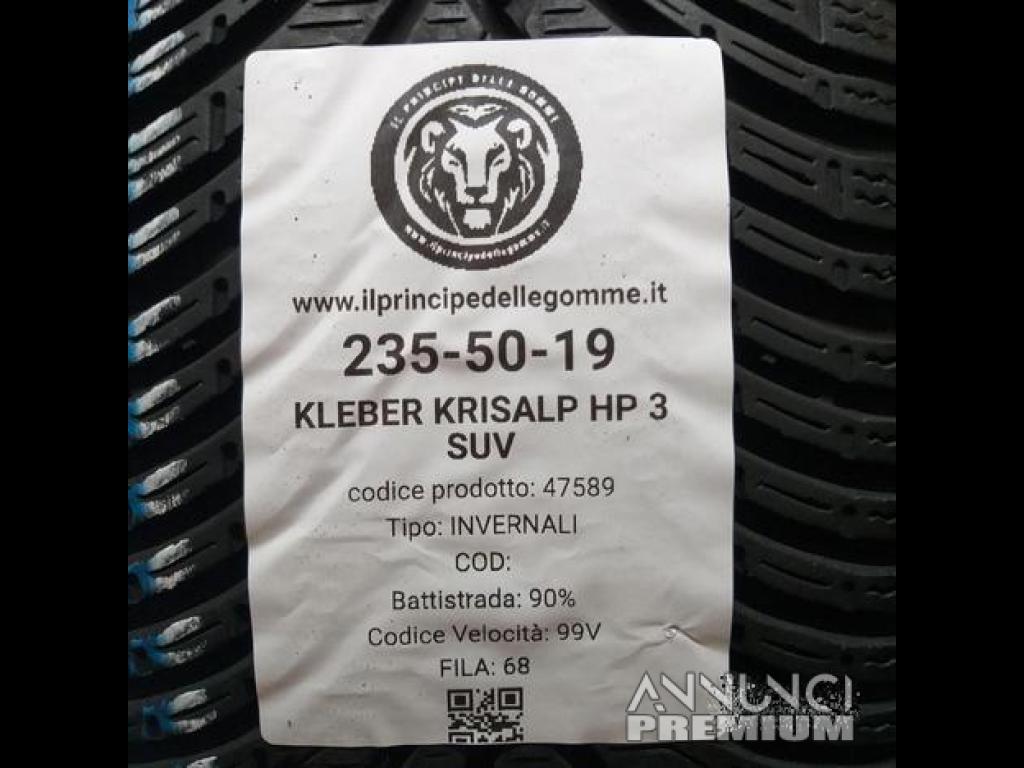 IL PRINCIPE DELLE GOMME
www.ilprincipedellegomme.it
www.ilprincipedellegomme.it
235-50-19
KLEBER KRISALP HP 3
SUV
codice prodotto: 47589
Tipo: INVERNALI
COD:
Battistrada: 90%
Codice Velocità: 99V
FILA: 68
ANNUNCI
PREMIUM